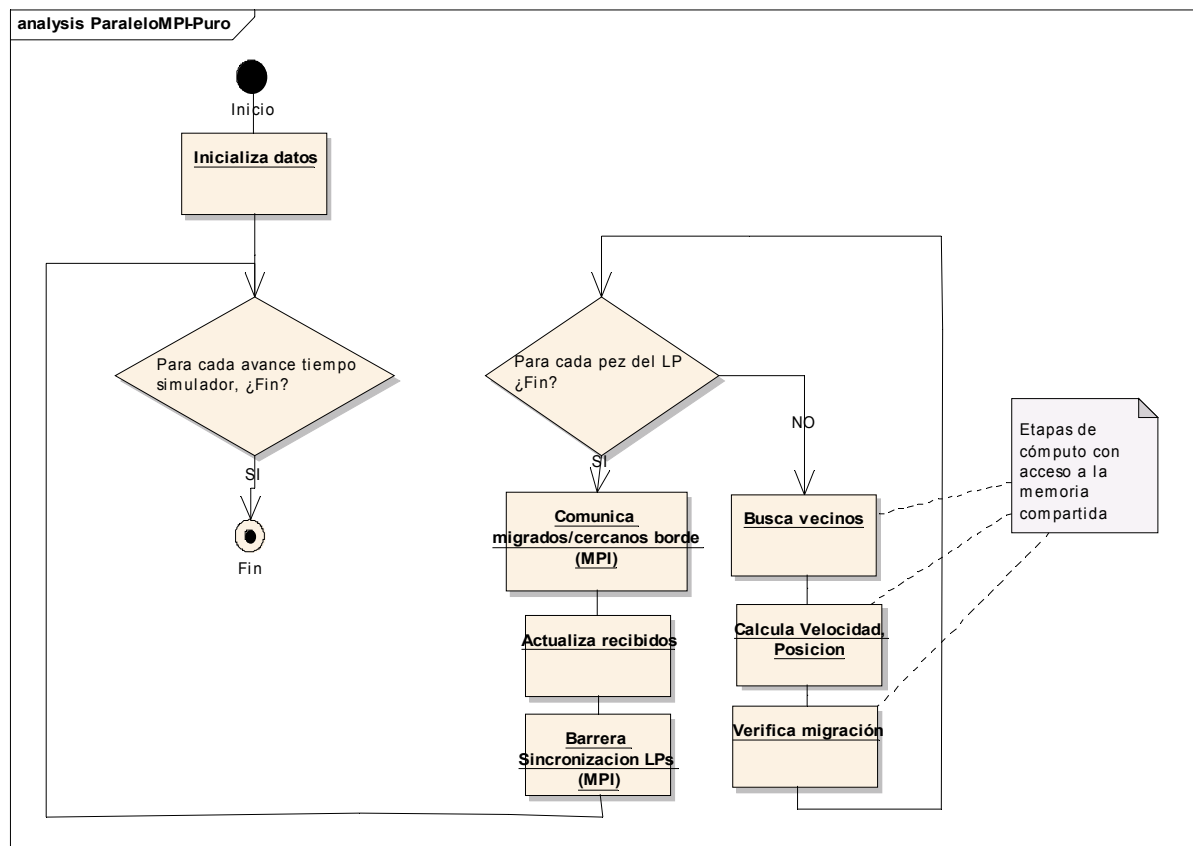 analysis ParaleloMPI-Puro
Inicio
Inicializa datos
Para cada avance tiempo
simulador, ¿Fin?
SI
Fin
Para cada pez del LP
¿Fin?
NO
SI
Comunica
migrados/cercanos borde
(MPI)
Actualiza recibidos
Barrera
Sincronizacion LPs
(MPI)
Busca vecinos
Calcula Velocidad,
Posicion
Verifica migración
Etapas de
cómputo con
acceso a la
memoria
compartida